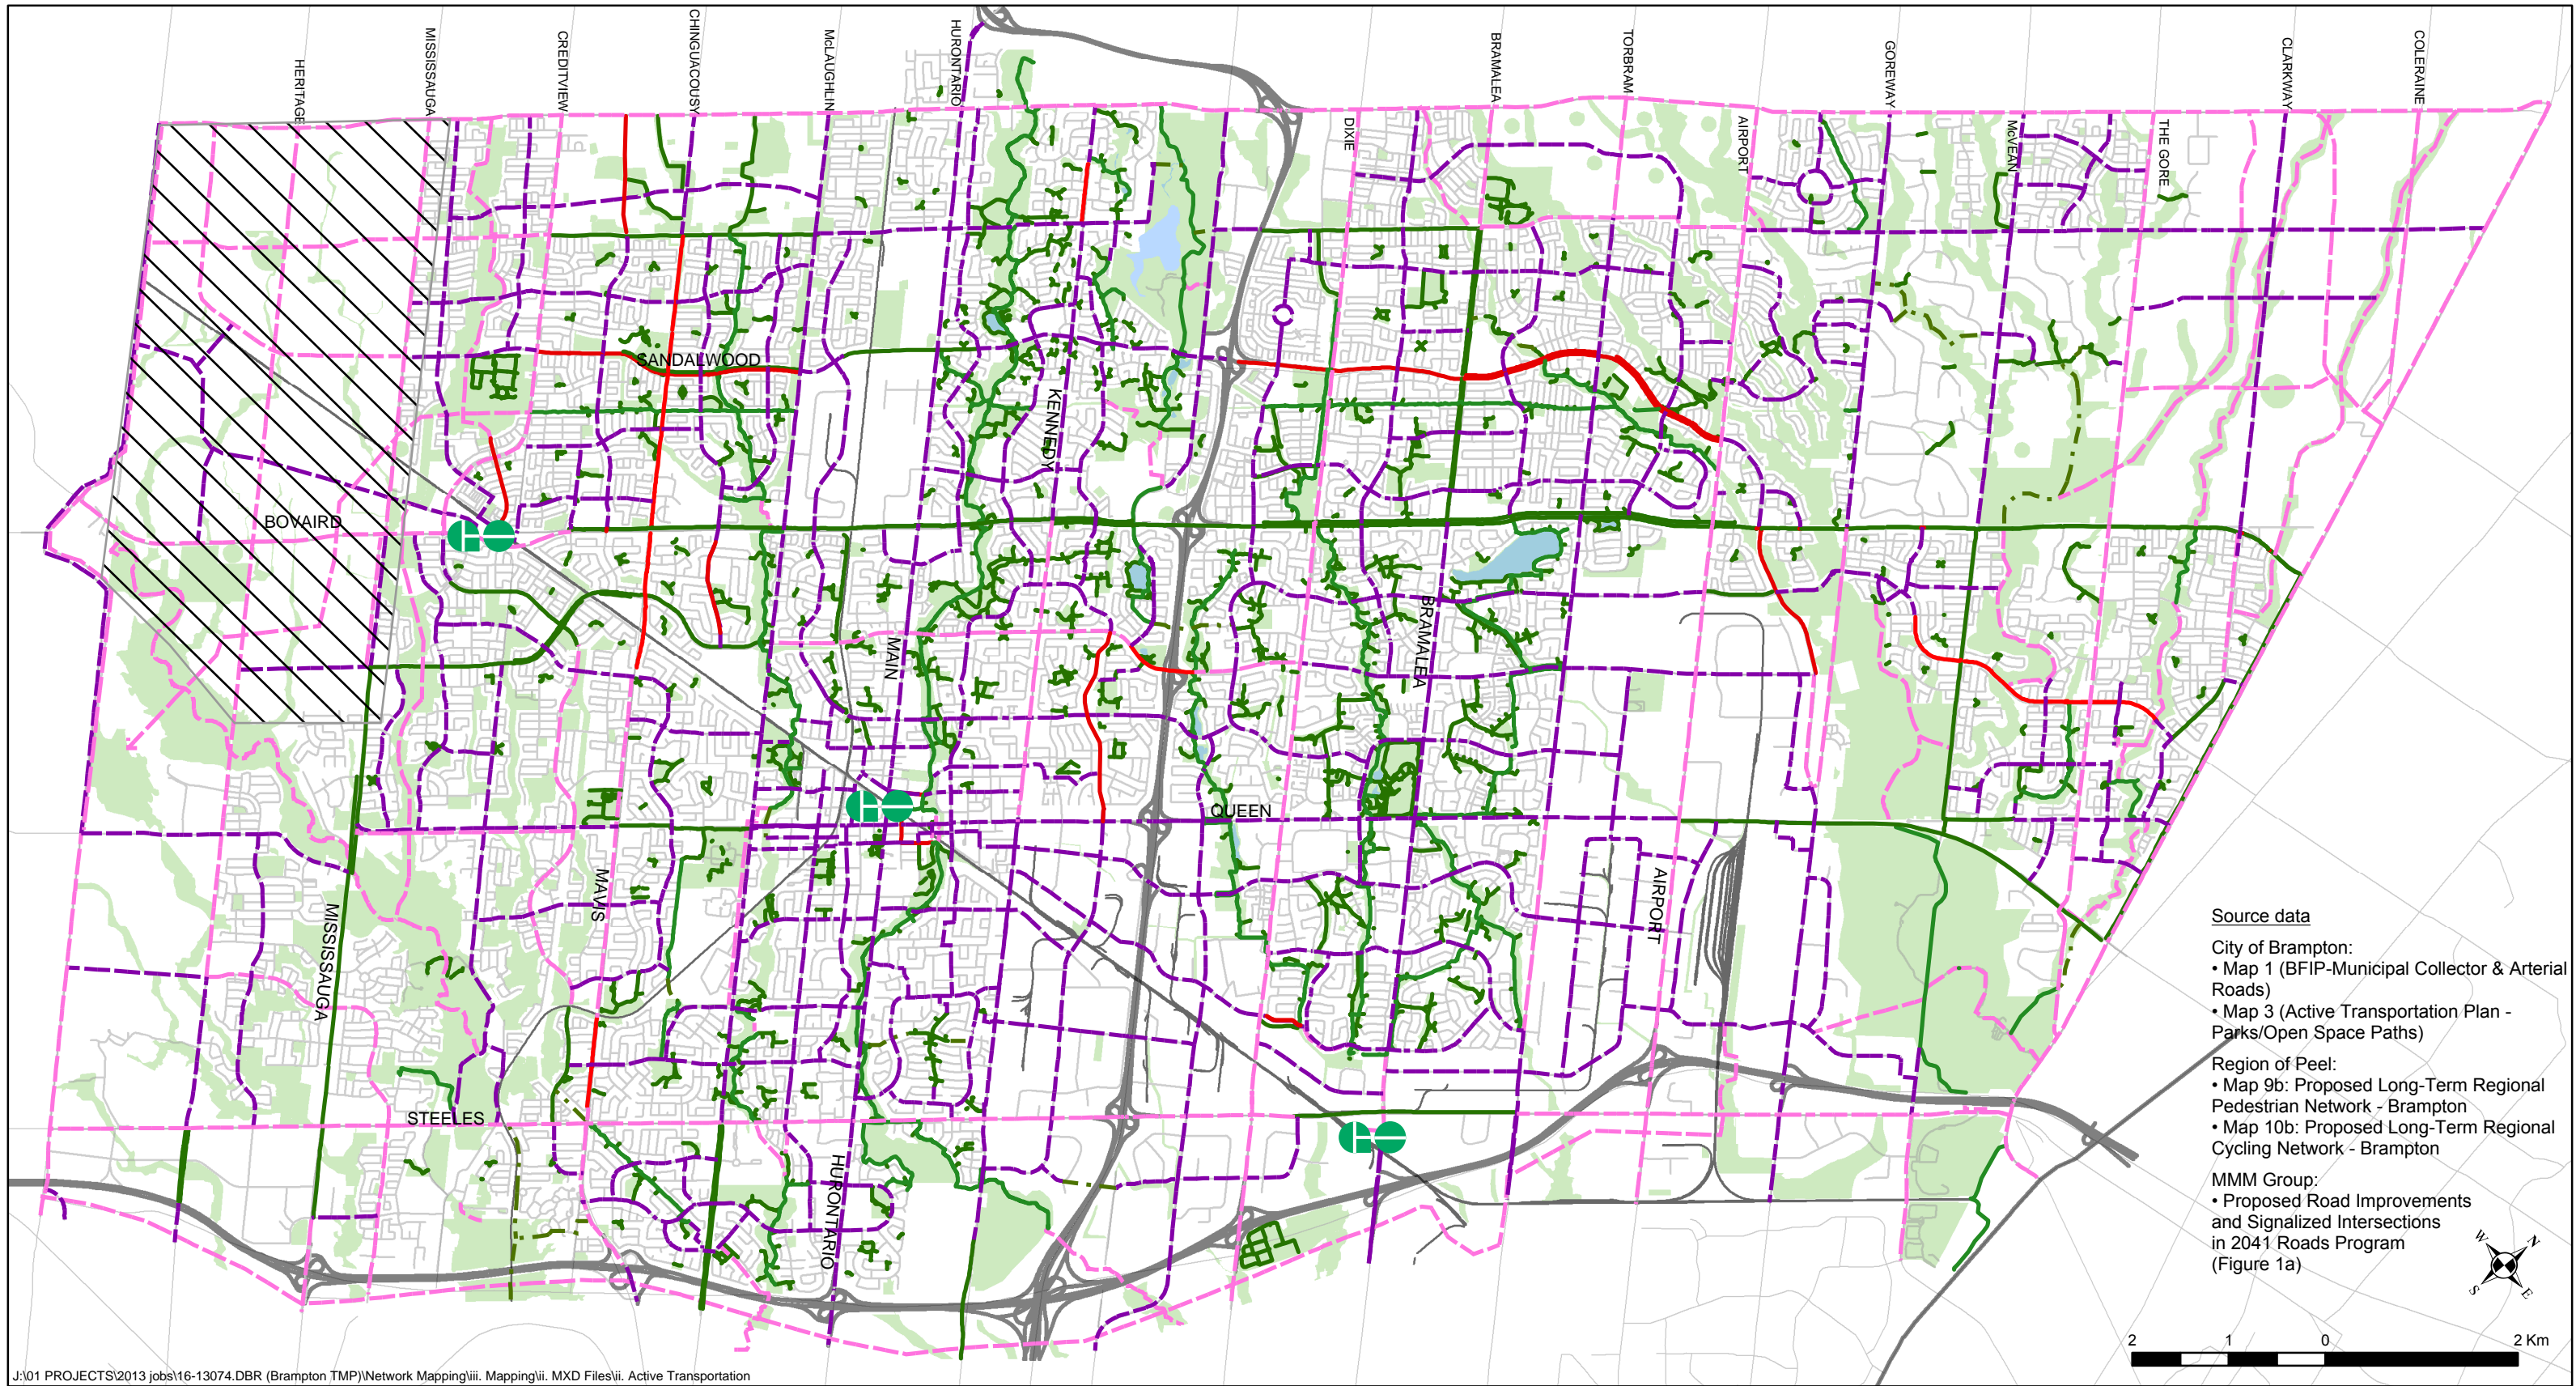 HERITAGE
MISSISSAUGA
CREDITVIEW
CHINGUACOUSY
McLAUGHLIN
HURONTARIO
DIXIE
BRAMALEA
TORBRAM
AIRPORT
GOREWAY
McVEAN
THE GORE
CLARKWAY
COLERAINE
SANDALWOOD
KENNEDY
BOVAIRD
MAIN
BRAMALEA
QUEEN
MISSISSAUGA
MAVIS
AIRPORT
STEELES
HURONTARIO
Source data
City of Brampton:
• Map 1 (BFIP-Municipal Collector & Arterial
Roads)
• Map 3 (Active Transportation Plan -
Parks/Open Space Paths)
Region of Peel:
• Map 9b: Proposed Long-Term Regional
Pedestrian Network - Brampton
• Map 10b: Proposed Long-Term Regional
Cycling Network - Brampton
MMM Group:
• Proposed Road Improvements
and Signalized Intersections
in 2041 Roads Program
(Figure 1a)
W N
S E
2 1 0 2 Km
J:\01 PROJECTS\2013 jobs\16-13074.DBR (Brampton TMP)\Network Mapping\iii. Mapping\ii. MXD Files\ii. Active Transportation